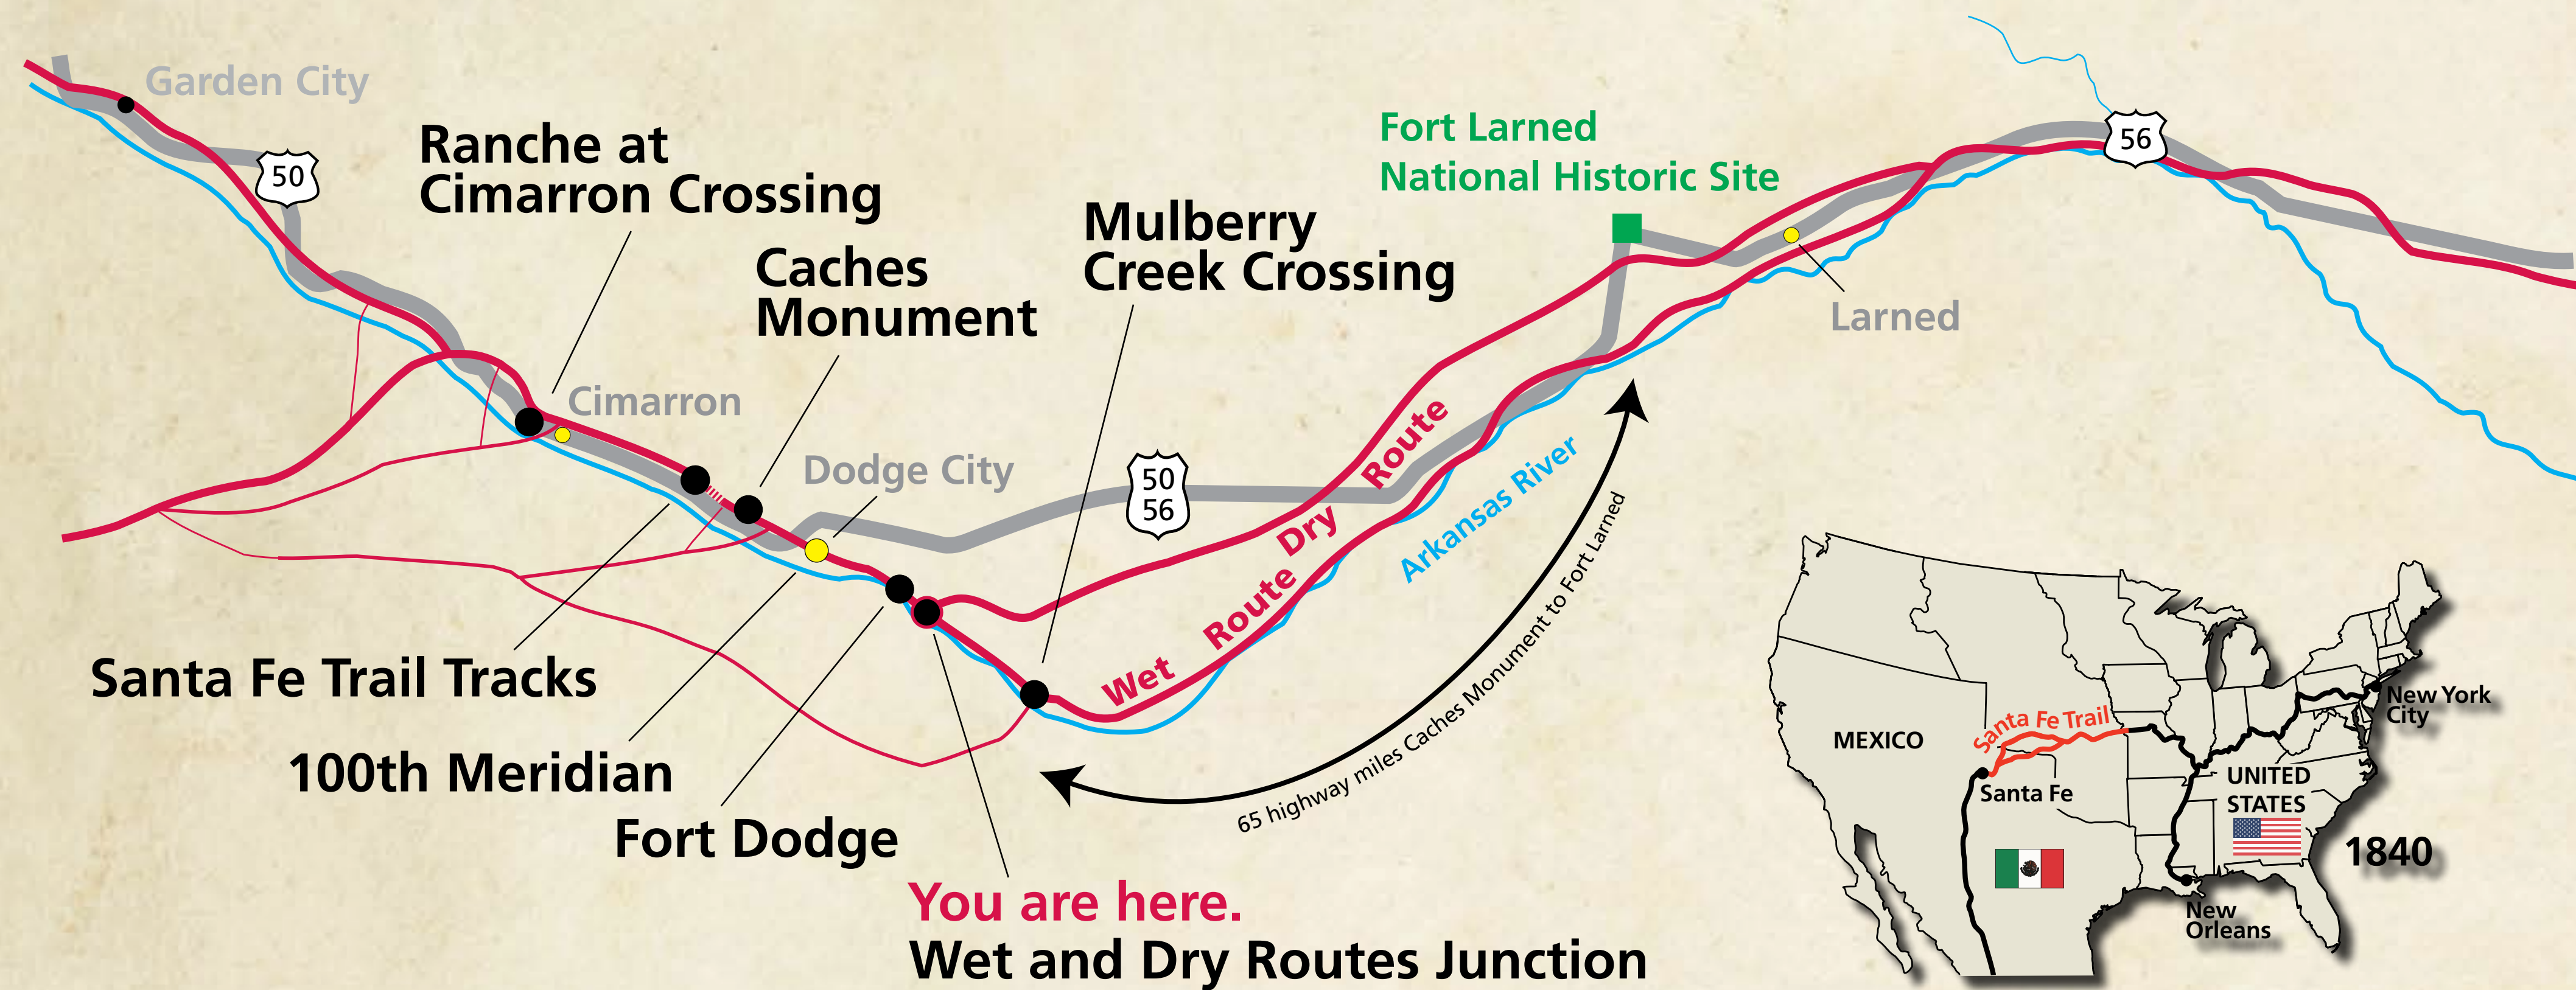 Garden City
50
Ranche at
Cimarron Crossing
Caches
Monument
Mulberry
Creek Crossing
Fort Larned
National Historic Site
56
Larned
Cimarron
Dodge City
50
56
Dry Route
Wet Route
Arkansas River
65 highway miles Caches Monument to Fort Larned
Santa Fe Trail Tracks
100th Meridian
Fort Dodge
You are here.
Wet and Dry Routes Junction
MEXICO
Santa Fe Trail
Santa Fe
UNITED
STATES
New York
City
1840
New
Orleans